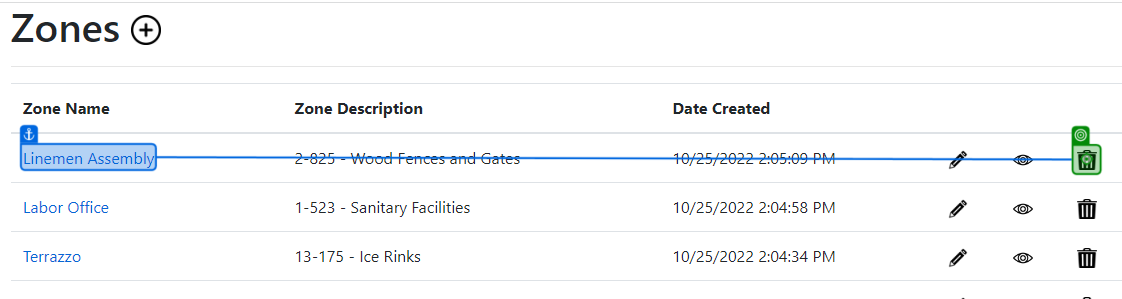 Zones
Zone Name Zone Description Date Created
Linemen Assembly 2-825 - Wood Fences and Gates 10/25/2022 2:05:09 PM
Labor Office 1-523 - Sanitary Facilities 10/25/2022 2:04:58 PM
Terrazzo 13-175 - Ice Rinks 10/25/2022 2:04:34 PM